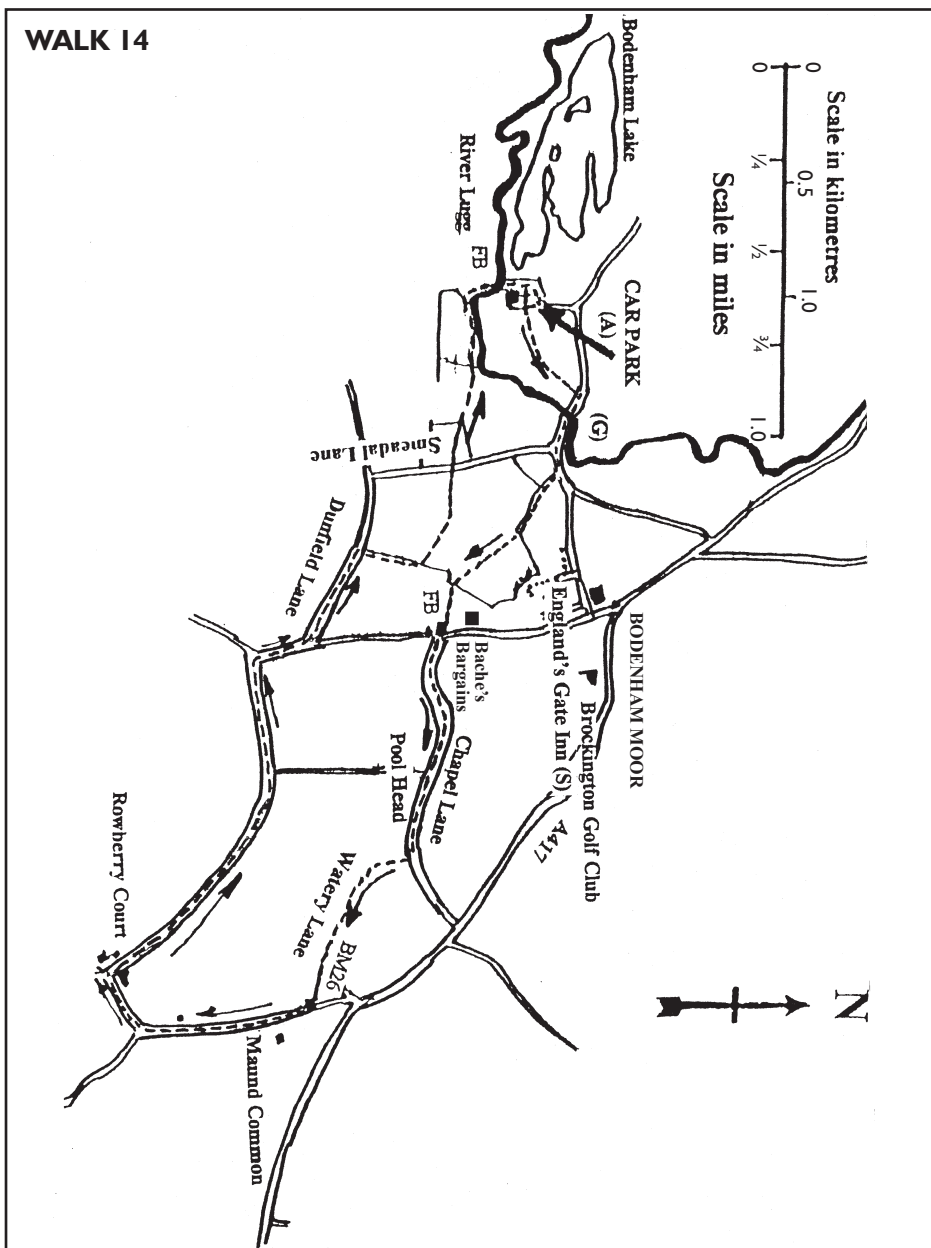 WALK 14
Bodenham Lake
River Lugg
FB
Scale in kilometres
0
0.5
1.0
0
¼
½
¾
1.0
Scale in miles
CAR PARK
(A)
(G)
Smeadal Lane
Dunfield Lane
FB
Bache's
Bargains
England's Gate Inn (S)
BODENHAM MOOR
Brockington Golf Club
A417
Chapel Lane
Pool Head
Watery Lane
BM26
Rowberry Court
Maund Common
N